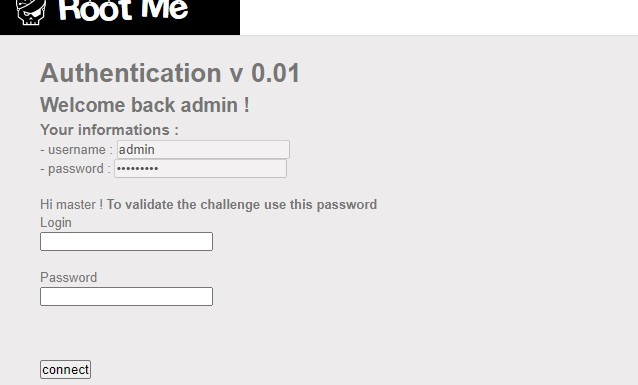 Root Me
Authentication v 0.01
Welcome back admin !
Your informations :
- username : admin
- password : •••••••••
Hi master ! To validate the challenge use this password
Login
Password
connect